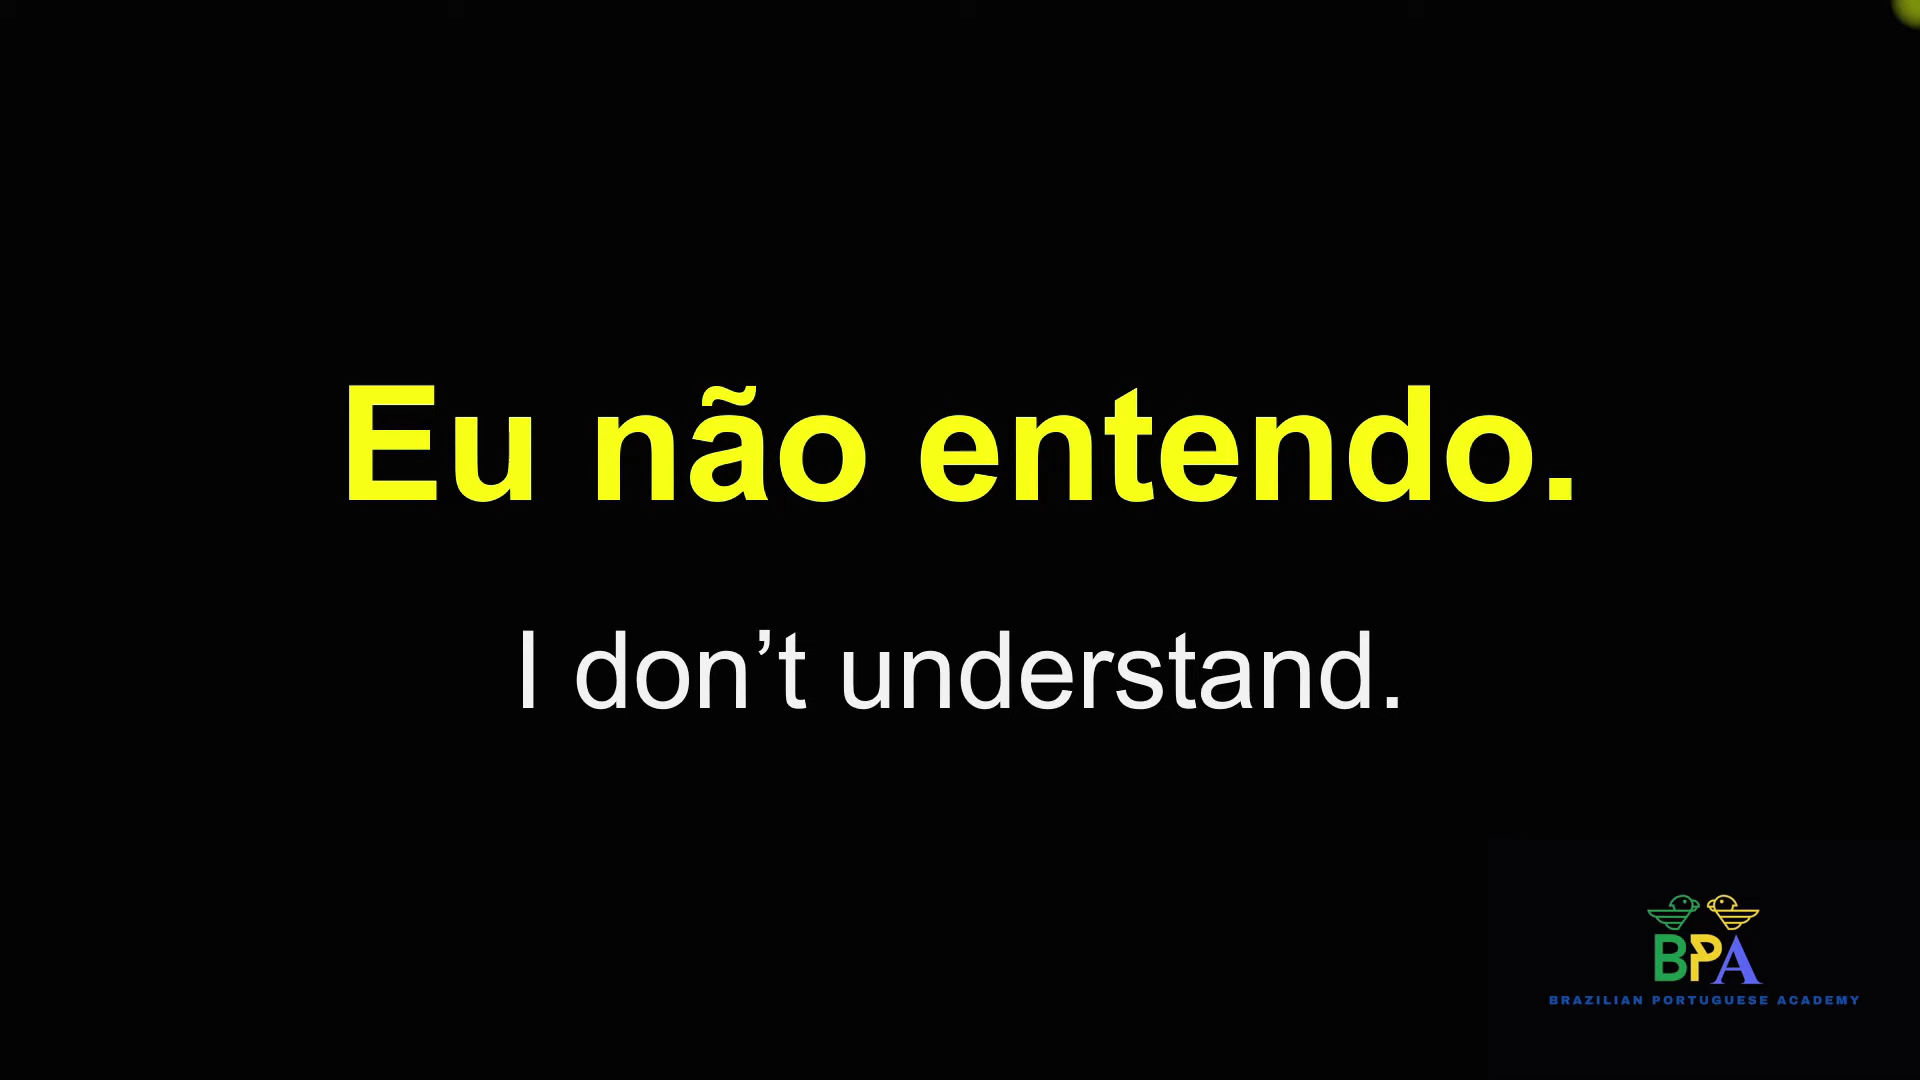 Eu não entendo.
I don’t understand.
BPA
BRAZILIAN PORTUGUESE ACADEMY